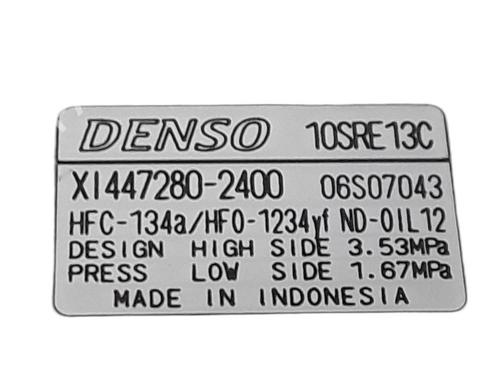 DENSO 10SRE13C
XI447280-2400 06S07043
HFC-134a/HFO-1234yf ND-OIL12
DESIGN HIGH SIDE 3.53MPa
PRESS LOW SIDE 1.67MPa
MADE IN INDONESIA